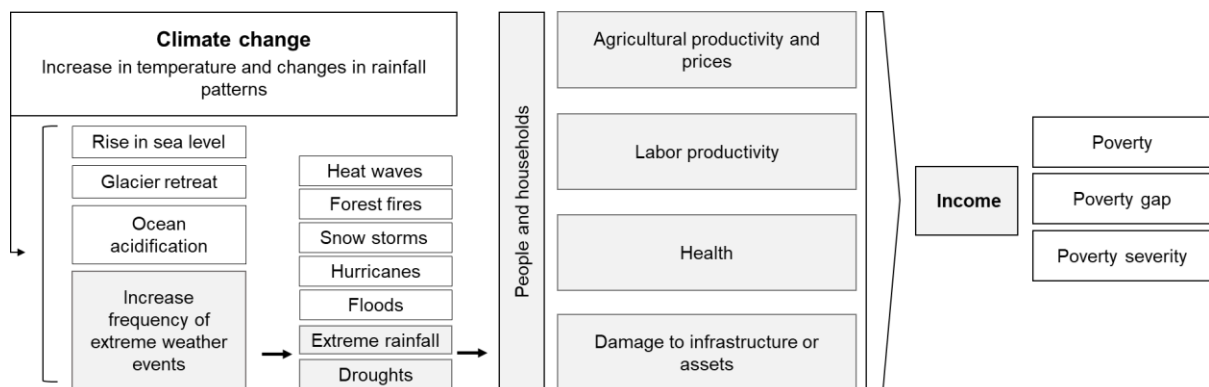 Climate change
Increase in temperature and changes in rainfall
patterns
Rise in sea level
Glacier retreat
Ocean
acidification
Increase
frequency of
extreme weather
events
Heat waves
Forest fires
Snow storms
Hurricanes
Floods
Extreme rainfall
Droughts
People and households
Agricultural productivity and
prices
Labor productivity
Health
Damage to infrastructure or
assets
Income
Poverty
Poverty gap
Poverty severity